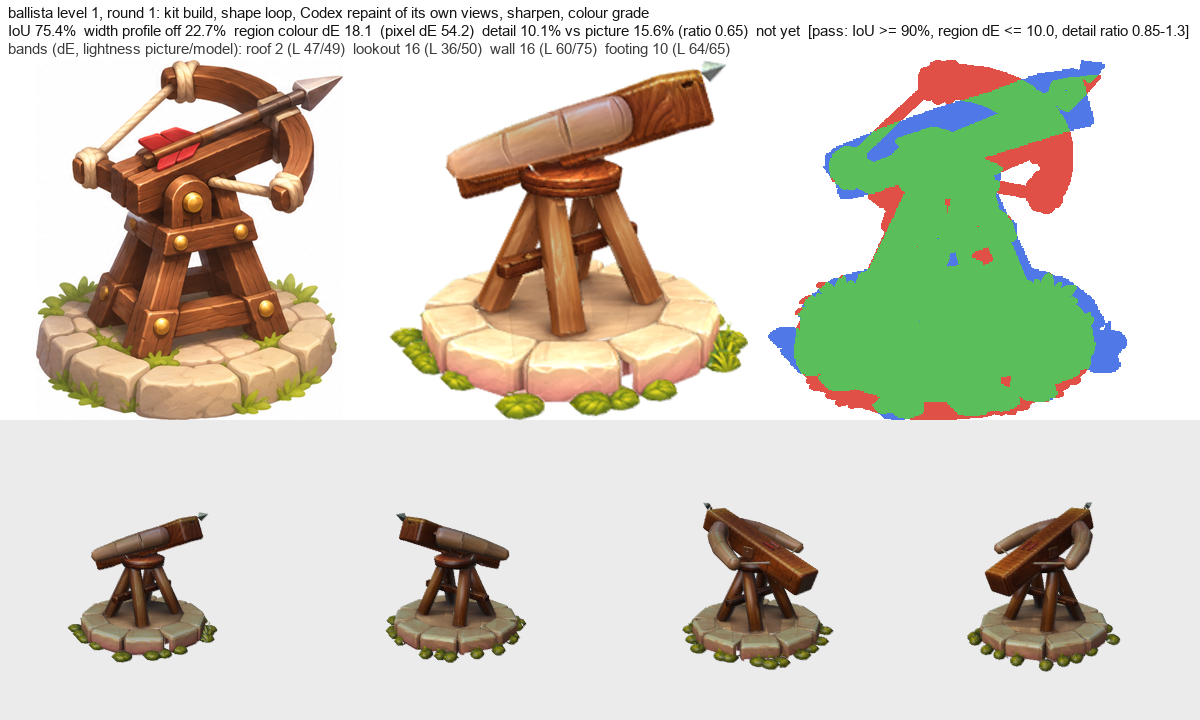 ballista level 1, round 1: kit build, shape loop, Codex repaint of its own views, sharpen, colour grade
IoU 75.4%  width profile off 22.7%  region colour dE 18.1  (pixel dE 54.2)  detail 10.1% vs picture 15.6% (ratio 0.65)  not yet  [pass: IoU >= 90%, region dE <= 10.0, detail ratio 0.85-1.3]
bands (dE, lightness picture/model): roof 2 (L 47/49)  lookout 16 (L 36/50)  wall 16 (L 60/75)  footing 10 (L 64/65)